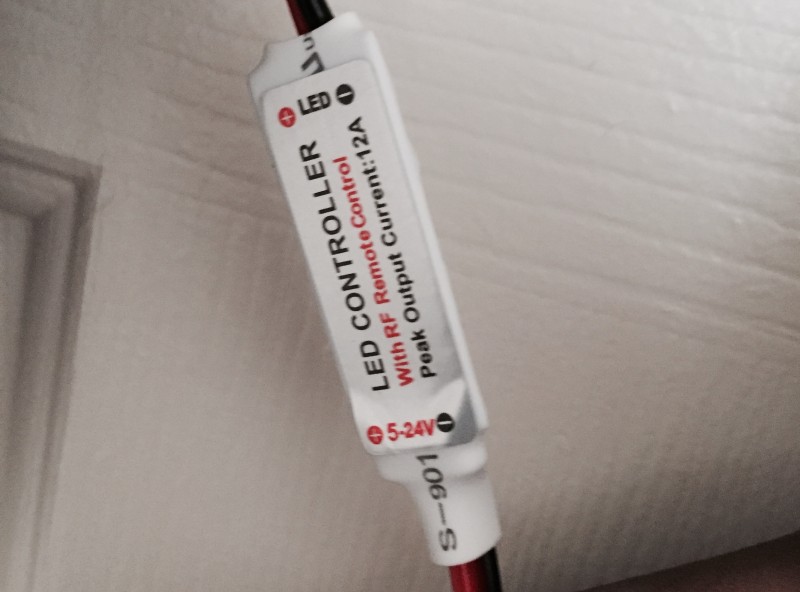 LED
LED CONTROLLER
With RF Remote Control
Peak Output Current:12A
5-24V
S-901